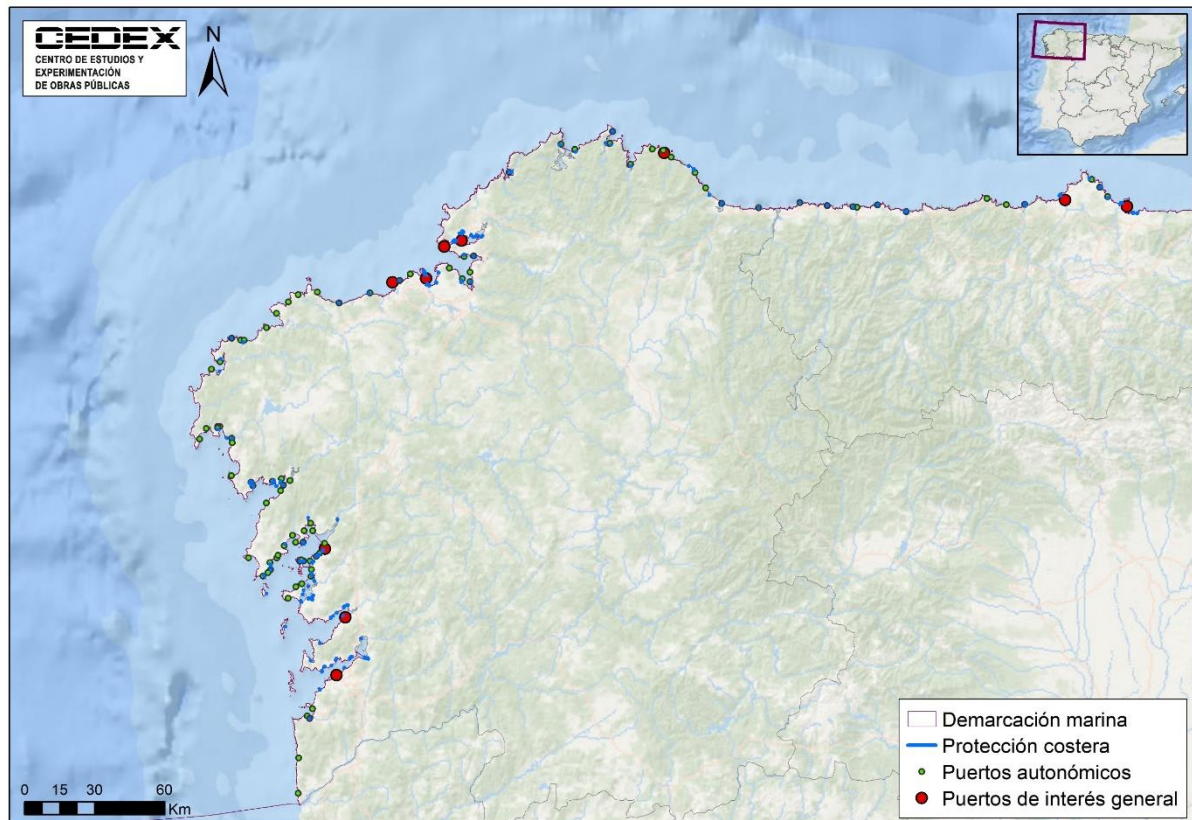 CEDEX
CENTRO DE ESTUDIOS Y
EXPERIMENTACIÓN
DE OBRAS PÚBLICAS
N
Demarcación marina
Protección costera
Puertos autonómicos
Puertos de interés general
0 15 30 60
Km